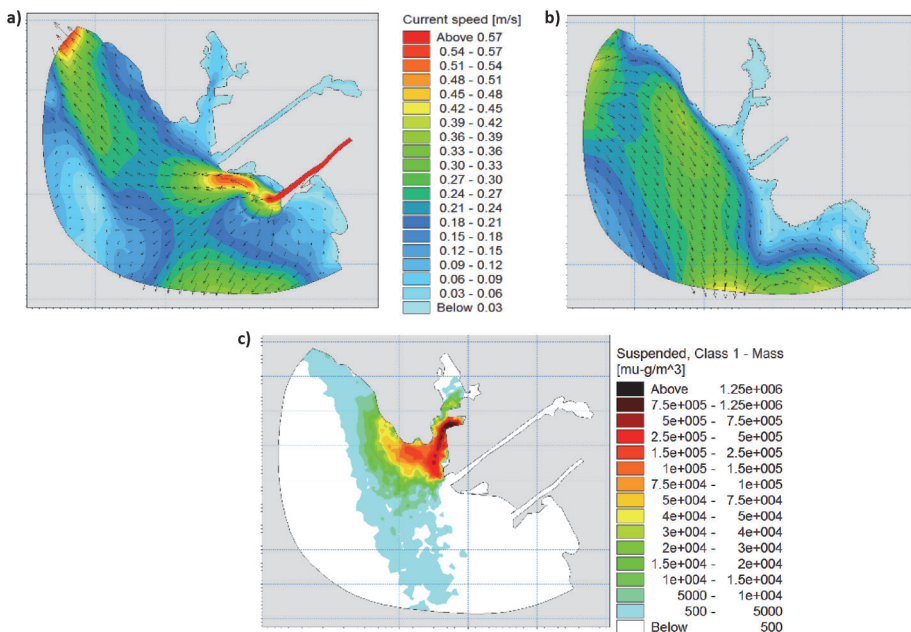 a)
Current speed [m/s]
Above 0.57
0.54 - 0.57
0.51 - 0.54
0.48 - 0.51
0.45 - 0.48
0.42 - 0.45
0.39 - 0.42
0.36 - 0.39
0.33 - 0.36
0.30 - 0.33
0.27 - 0.30
0.24 - 0.27
0.21 - 0.24
0.18 - 0.21
0.15 - 0.18
0.12 - 0.15
0.09 - 0.12
0.06 - 0.09
0.03 - 0.06
Below 0.03
b)
c)
Suspended, Class 1 - Mass
[mu-g/m^3]
Above 1.25e+006
7.5e+005 - 1.25e+006
5e+005 - 7.5e+005
2.5e+005 - 5e+005
1.5e+005 - 2.5e+005
1e+005 - 1.5e+005
7.5e+004 - 1e+005
5e+004 - 7.5e+004
4e+004 - 5e+004
3e+004 - 4e+004
2e+004 - 3e+004
1.5e+004 - 2e+004
1e+004 - 1.5e+004
5000 - 1e+004
500 - 5000
Below 500